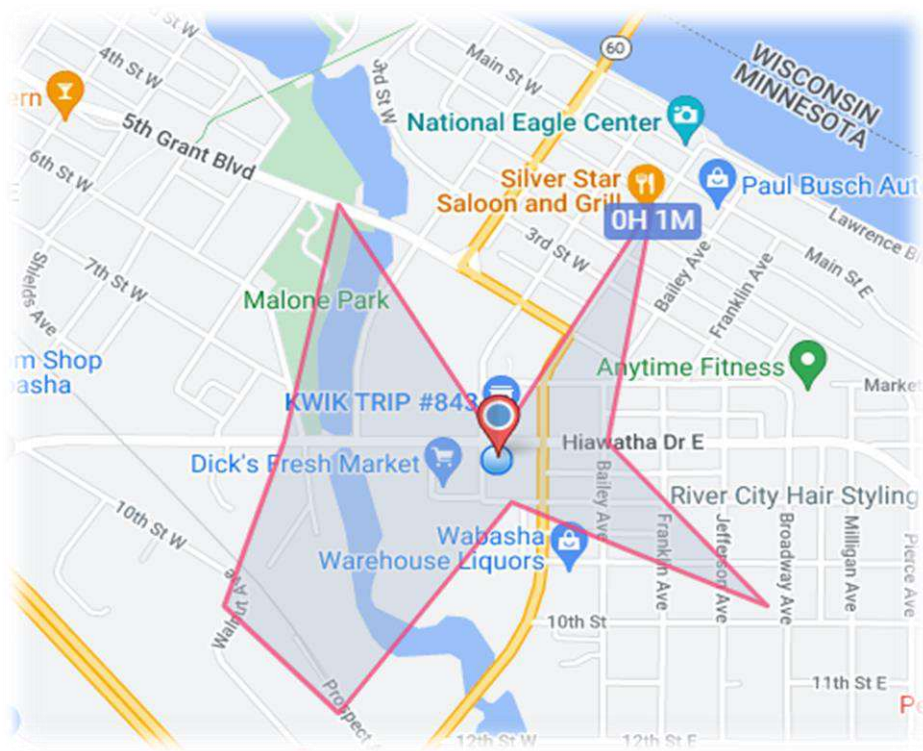 d St W
4th St W
5th Grant Blvd
6th St W
ern
3rd St W
Main St W
60
WISCONSIN
MINNESOTA
National Eagle Center
Silver Star
Saloon and Grill
0H 1M
Paul Busch Aut
Lawrence B
3rd St W
Bailey Ave
Franklin Ave
Main St E
7th St W
Shields Ave
Malone Park
m Shop
basha
Anytime Fitness
Market
KWIK TRIP #843
Hiawatha Dr E
Dick's Fresh Market
Bailey Ave
River City Hair Styling
10th St W
Wabasha
Warehouse Liquors
Franklin Ave
Jefferson Ave
Broadway Ave
Milligan Ave
Pierce Ave
Walnut Ave
10th St
Prospect
11th St E
Pe
12th St W
12th St E